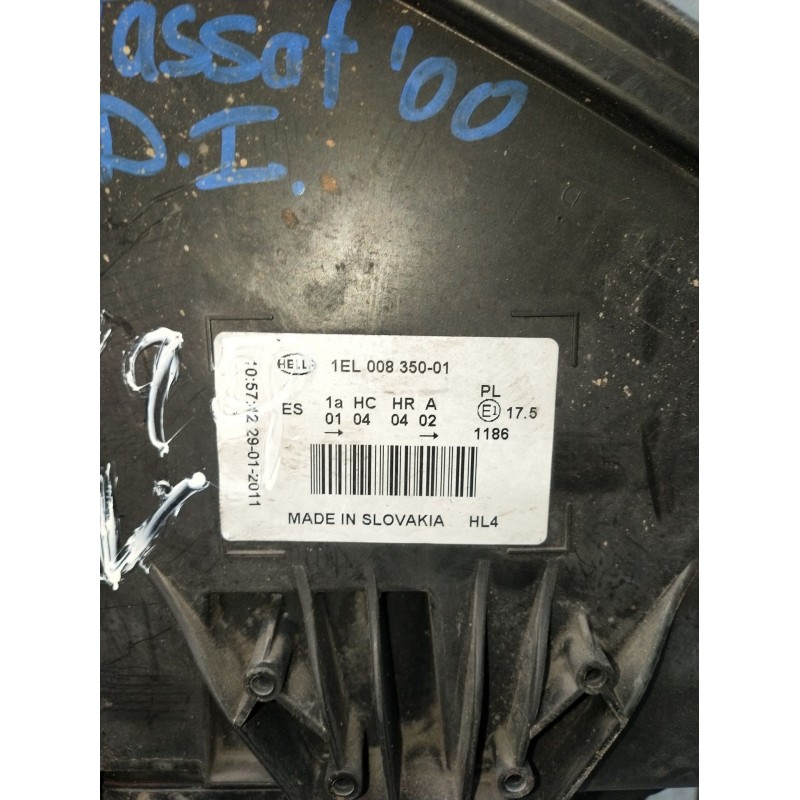 assat '00
D.I.
9
HELLA 1EL 008 350-01
10:57:12 29-01-2011
ES 1a HC HR A PL
01 04 04 02 E1 17.5
→ → 1186
MADE IN SLOVAKIA HL4